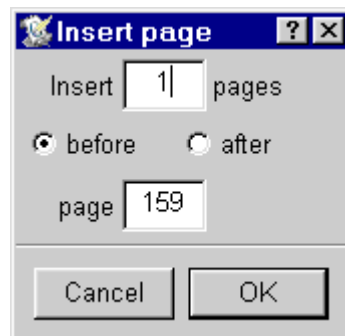 Insert page ? ×
Insert 1 pages
before after
page 159
Cancel OK